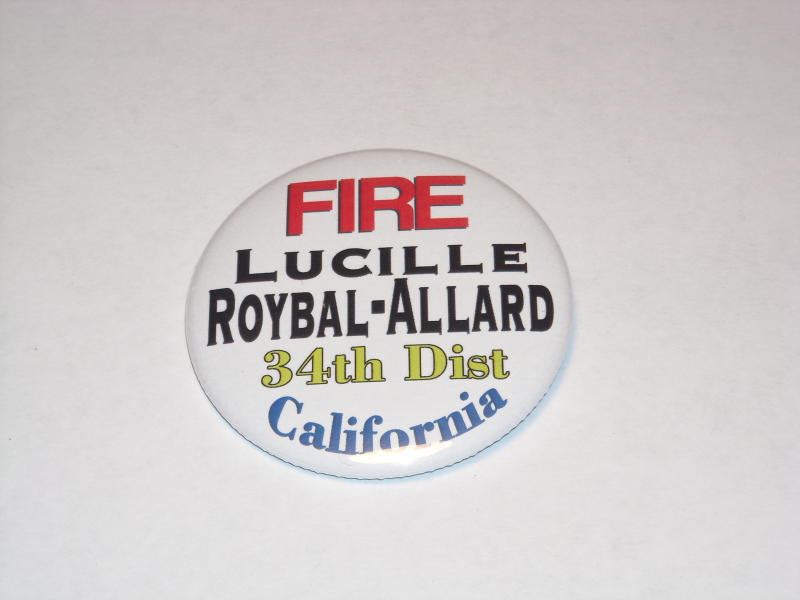 FIRE
LUCILLE
ROYBAL-ALLARD
34th Dist
California